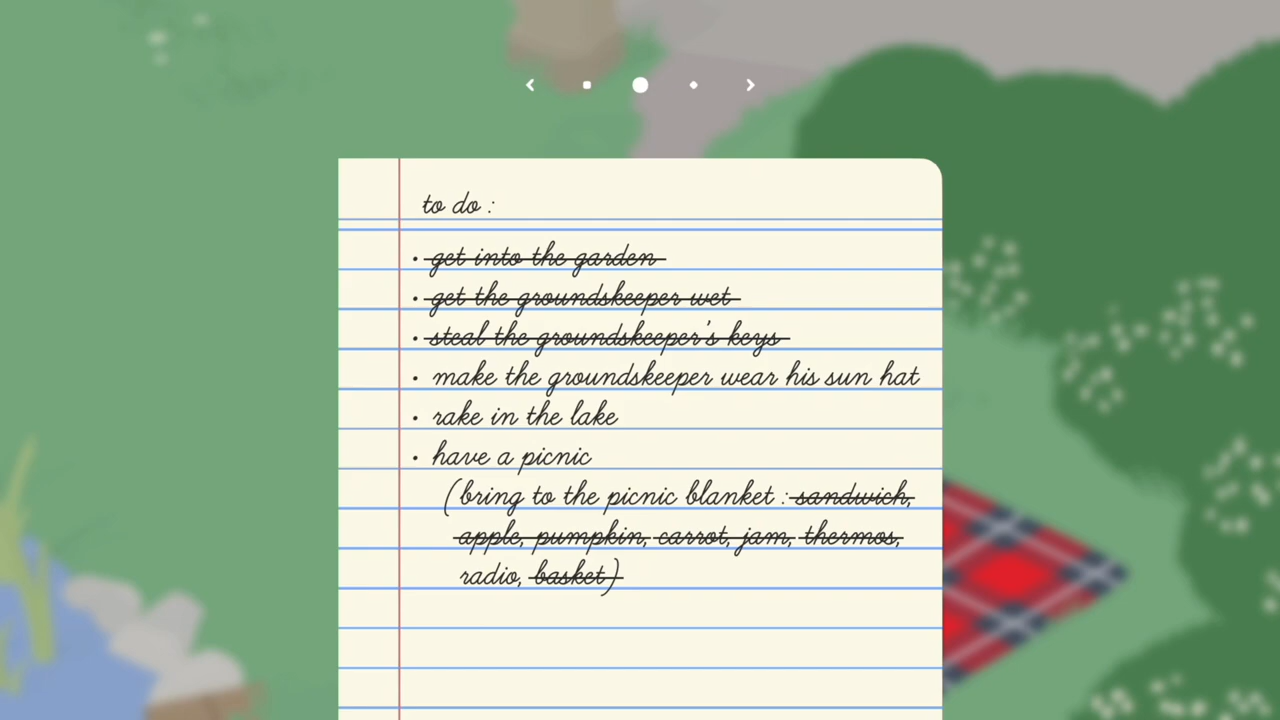 to do :
• get into the garden
• get the groundskeeper wet
• steal the groundskeeper's keys
• make the groundskeeper wear his sun hat
• rake in the lake
• have a picnic
(bring to the picnic blanket : sandwich,
apple, pumpkin, carrot, jam, thermos,
radio, basket)